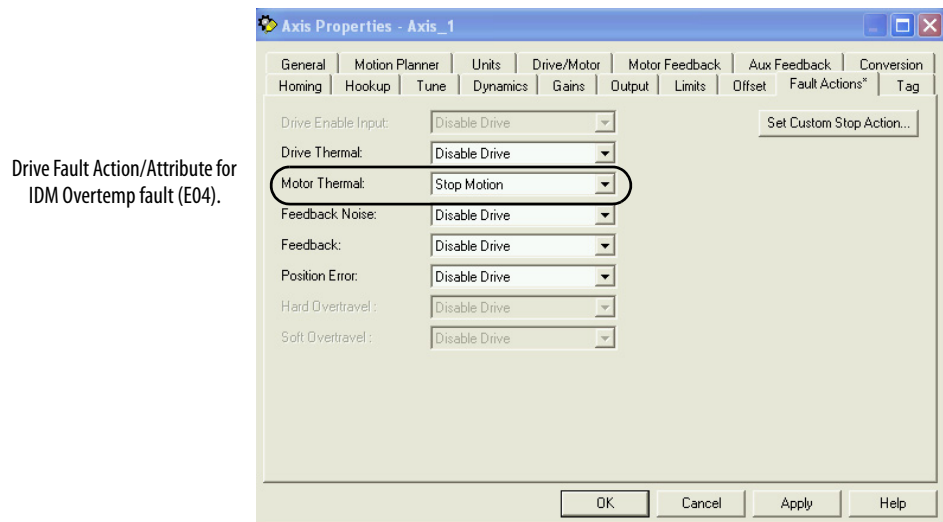 Axis Properties - Axis_1
General Motion Planner Units Drive/Motor Motor Feedback Aux Feedback Conversion
Homing Hookup Tune Dynamics Gains Output Limits Offset Fault Actions* Tag
Drive Enable Input: Disable Drive Set Custom Stop Action...
Drive Thermal: Disable Drive
Drive Fault Action/Attribute for
IDM Overtemp fault (E04).
Motor Thermal: Stop Motion
Feedback Noise: Disable Drive
Feedback: Disable Drive
Position Error: Disable Drive
Hard Overtravel : Disable Drive
Soft Overtravel : Disable Drive
OK Cancel Apply Help